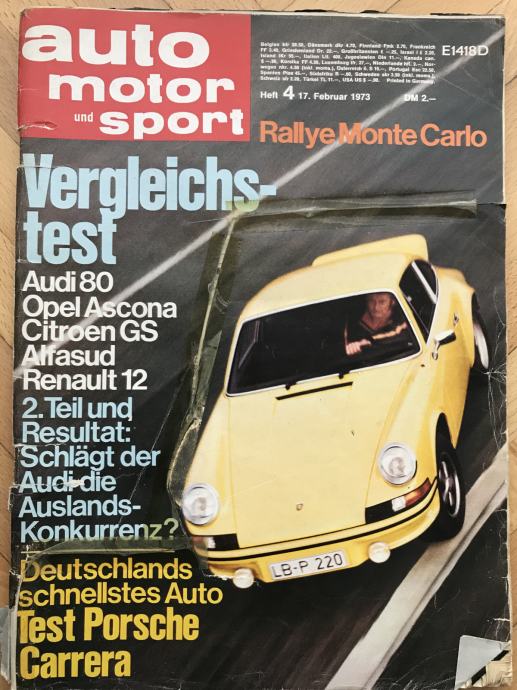 auto
motor
und sport
E1418D
Heft 4 17. Februar 1973 DM 2.—
Rallye Monte Carlo
Vergleichs-
test
Audi 80
Opel Ascona
Citroen GS
Alfasud
Renault 12
2. Teil und
Resultat:
Schlägt der
Audi die
Auslands-
Konkurrenz?
LB-P 220
Deutschlands
schnellstes Auto
Test Porsche
Carrera